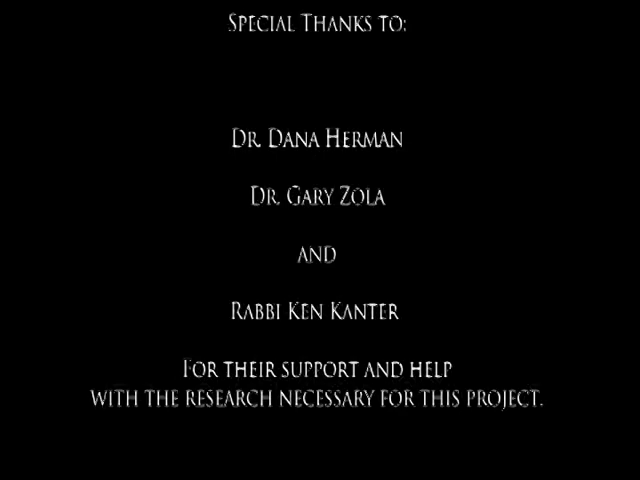 Special Thanks to:
Dr. Dana Herman
Dr. Gary Zola
and
Rabbi Ken Kanter
For their support and help
with the research necessary for this project.